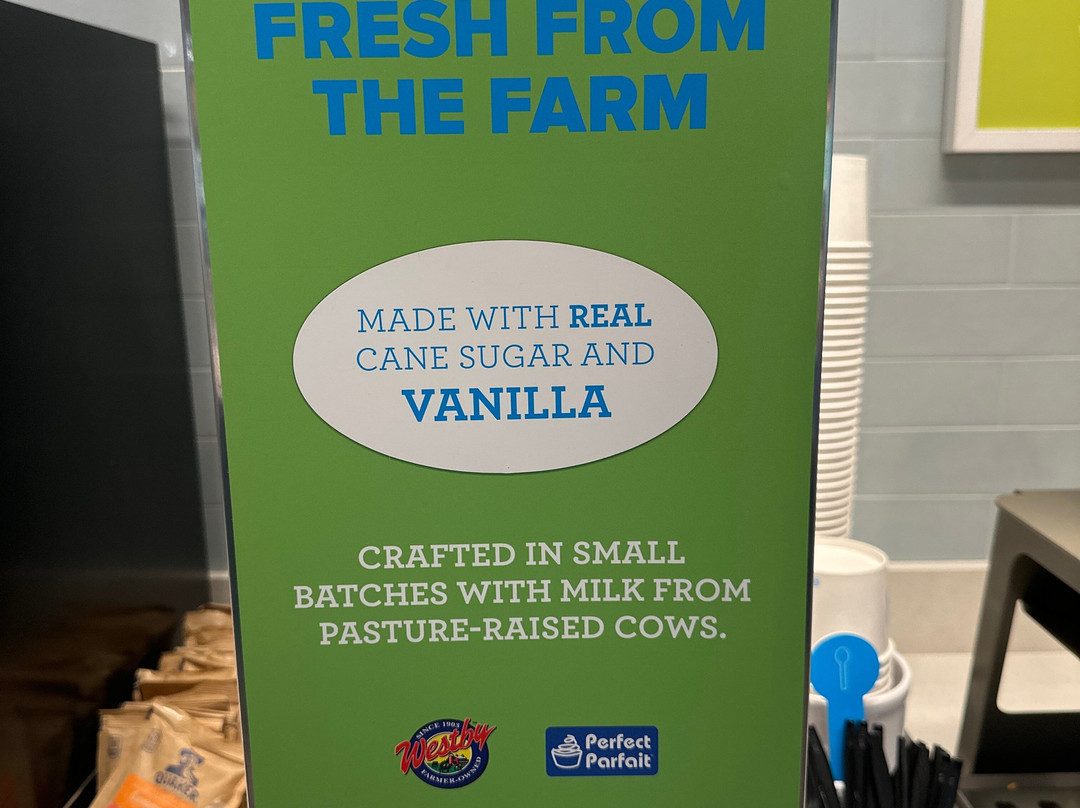 FRESH FROM
THE FARM
MADE WITH REAL
CANE SUGAR AND
VANILLA
CRAFTED IN SMALL
BATCHES WITH MILK FROM
PASTURE-RAISED COWS.
SINCE 1903
Westby
FARMER-OWNED
Perfect
Parfait
QUAKER